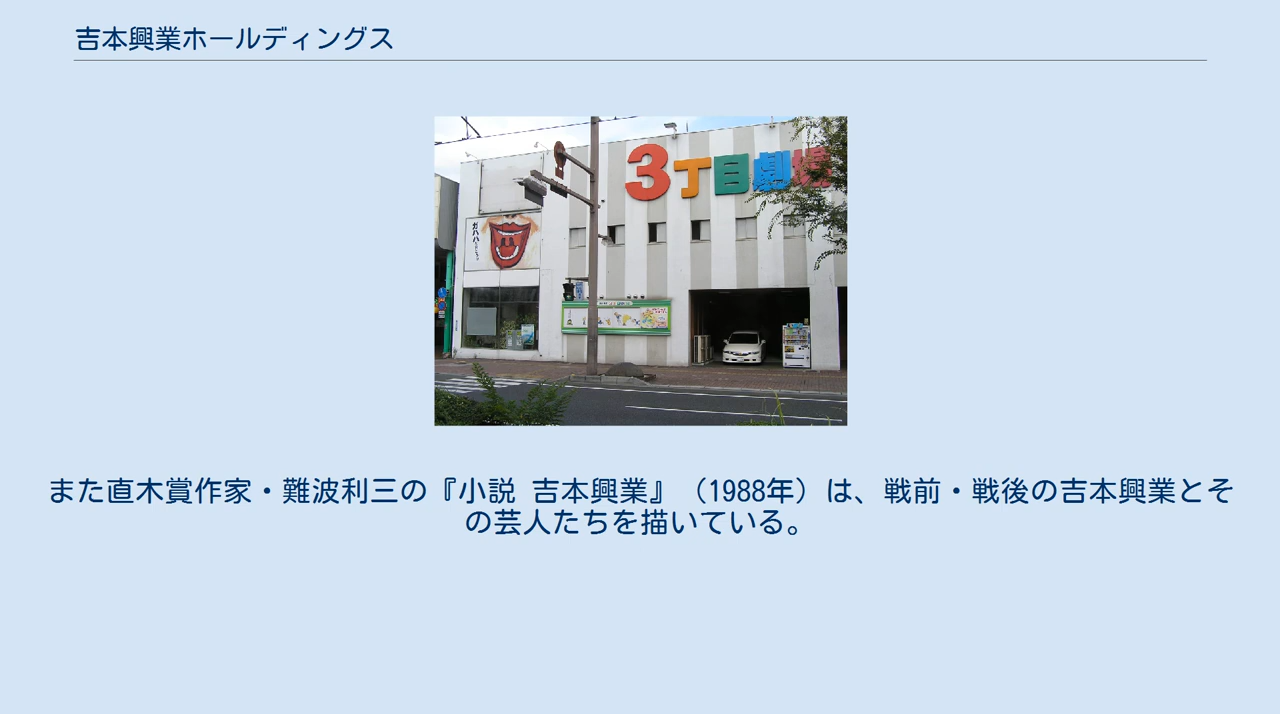 吉本興業ホールディングス
3丁目劇場
ガハハ
また直木賞作家・難波利三の『小説 吉本興業』（1988年）は、戦前・戦後の吉本興業とそ
の芸人たちを描いている。